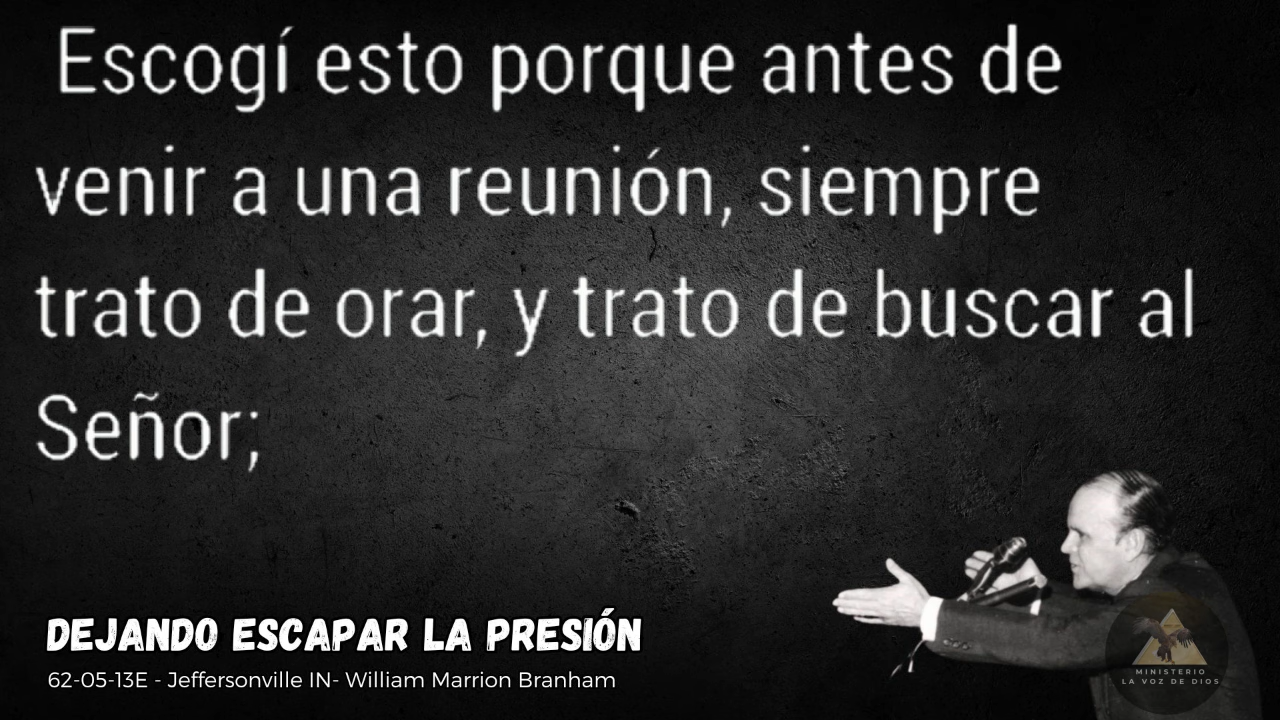 Escogí esto porque antes de
venir a una reunión, siempre
trato de orar, y trato de buscar al
Señor;
DEJANDO ESCAPAR LA PRESIÓN
62-05-13E - Jeffersonville IN- William Marrion Branham
MINISTERIO
LA VOZ DE DIOS